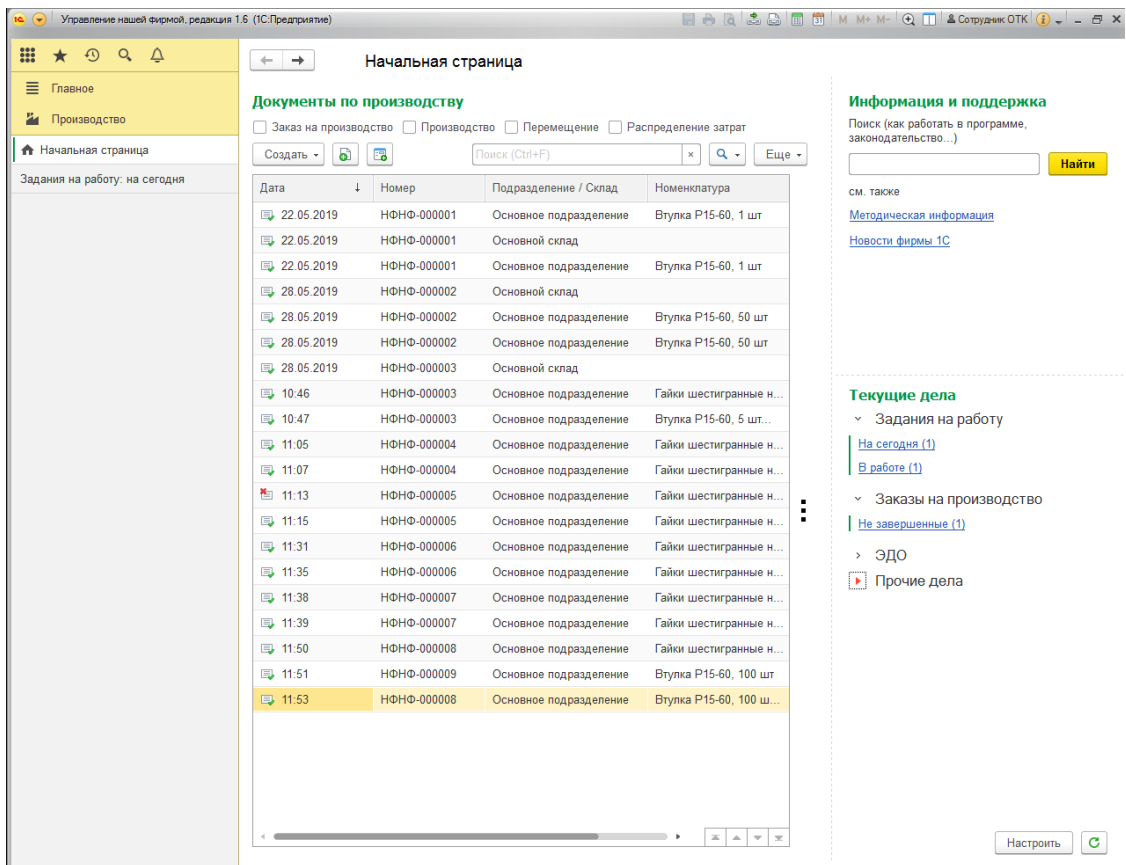 Управление нашей фирмой, редакция 1.6 (1С:Предприятие)
M M+ M- Сотрудник ОТК
Главное
Производство
Начальная страница
Задания на работу: на сегодня
Начальная страница
Документы по производству
Заказ на производство Производство Перемещение Распределение затрат
Создать Поиск (Ctrl+F) × Еще
Дата ↓ Номер Подразделение / Склад Номенклатура
22.05.2019 НФНФ-000001 Основное подразделение Втулка Р15-60, 1 шт
22.05.2019 НФНФ-000001 Основной склад
22.05.2019 НФНФ-000001 Основное подразделение Втулка Р15-60, 1 шт
28.05.2019 НФНФ-000002 Основной склад
28.05.2019 НФНФ-000002 Основное подразделение Втулка Р15-60, 50 шт
28.05.2019 НФНФ-000002 Основное подразделение Втулка Р15-60, 50 шт
28.05.2019 НФНФ-000003 Основной склад
10:46 НФНФ-000003 Основное подразделение Гайки шестигранные н...
10:47 НФНФ-000003 Основное подразделение Втулка Р15-60, 5 шт...
11:05 НФНФ-000004 Основное подразделение Гайки шестигранные н...
11:07 НФНФ-000004 Основное подразделение Гайки шестигранные н...
11:13 НФНФ-000005 Основное подразделение Гайки шестигранные н...
11:15 НФНФ-000005 Основное подразделение Гайки шестигранные н...
11:31 НФНФ-000006 Основное подразделение Гайки шестигранные н...
11:35 НФНФ-000006 Основное подразделение Гайки шестигранные н...
11:38 НФНФ-000007 Основное подразделение Гайки шестигранные н...
11:39 НФНФ-000007 Основное подразделение Гайки шестигранные н...
11:50 НФНФ-000008 Основное подразделение Гайки шестигранные н...
11:51 НФНФ-000009 Основное подразделение Втулка Р15-60, 100 шт
11:53 НФНФ-000008 Основное подразделение Втулка Р15-60, 100 ш...
Информация и поддержка
Поиск (как работать в программе,
законодательство...)
Найти
см. также
Методическая информация
Новости фирмы 1С
Текущие дела
Задания на работу
На сегодня (1)
В работе (1)
Заказы на производство
Не завершенные (1)
ЭДО
Прочие дела
Настроить